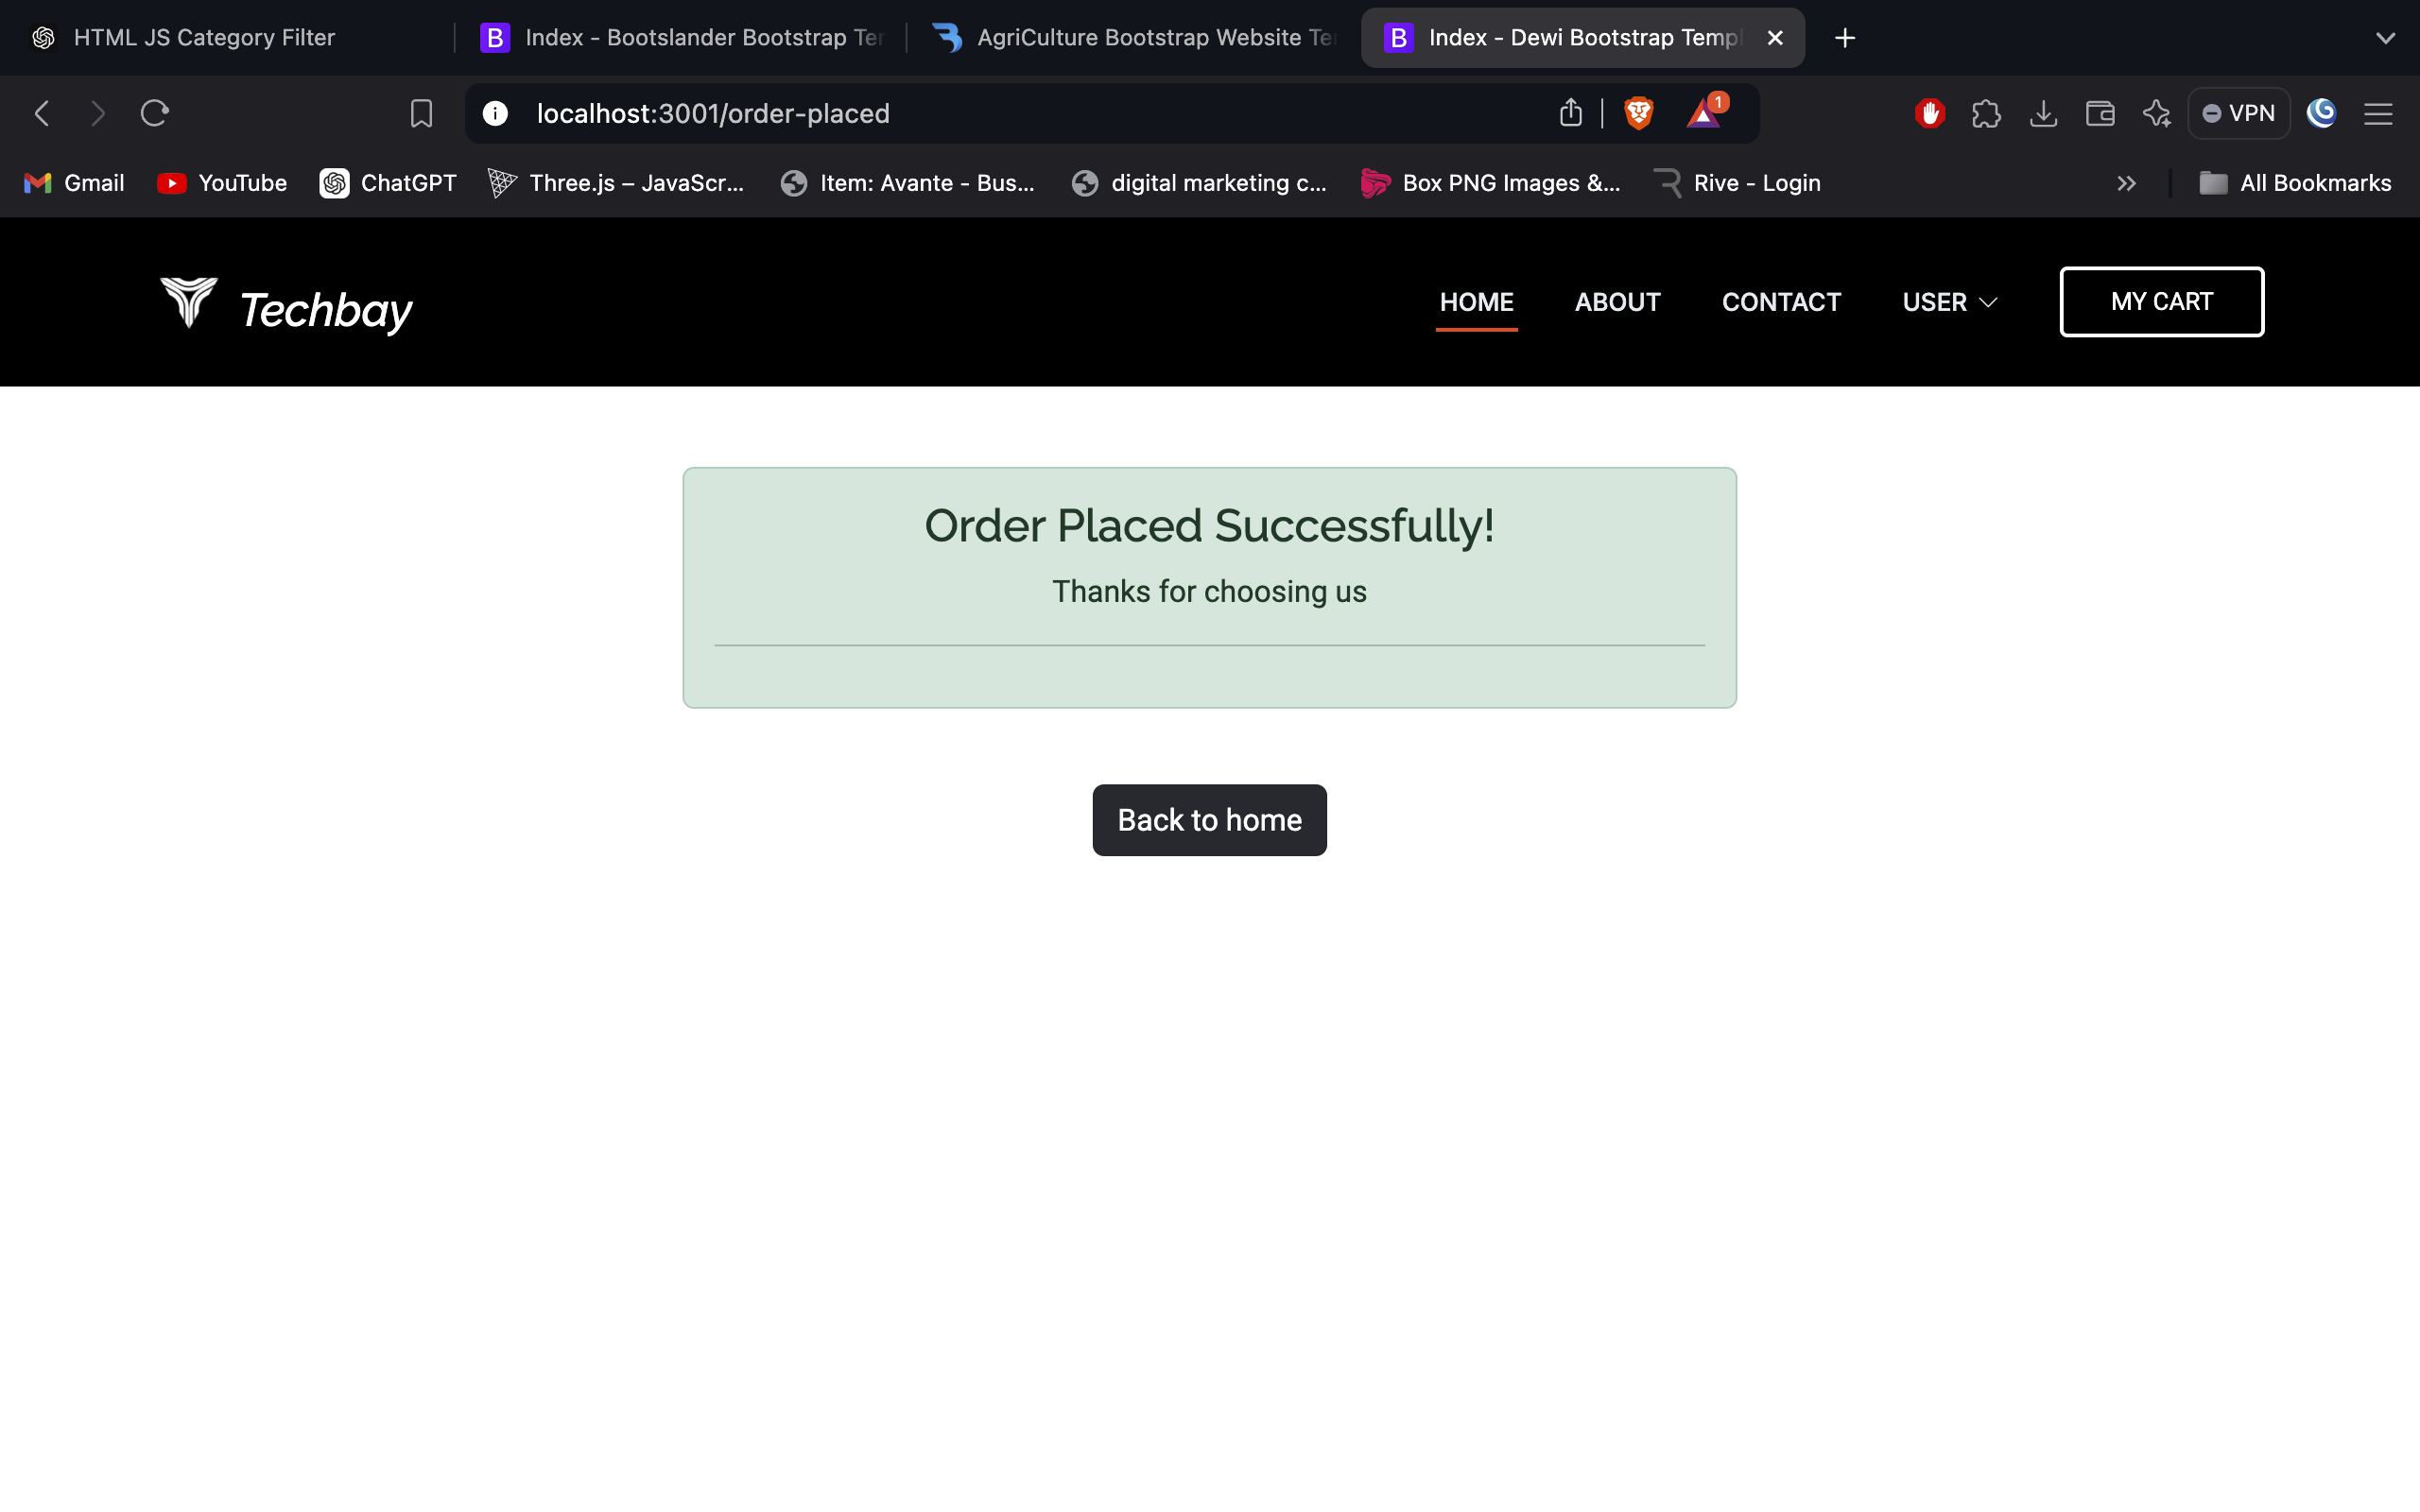 HTML JS Category Filter
Index - Bootslander Bootstrap Ter
AgriCulture Bootstrap Website Te
Index - Dewi Bootstrap Templ
localhost:3001/order-placed
1
VPN
Gmail
YouTube
ChatGPT
Three.js – JavaScr...
Item: Avante - Bus...
digital marketing c...
Box PNG Images &...
Rive - Login
All Bookmarks
Techbay
HOME
ABOUT
CONTACT
USER
MY CART
Order Placed Successfully!
Thanks for choosing us
Back to home